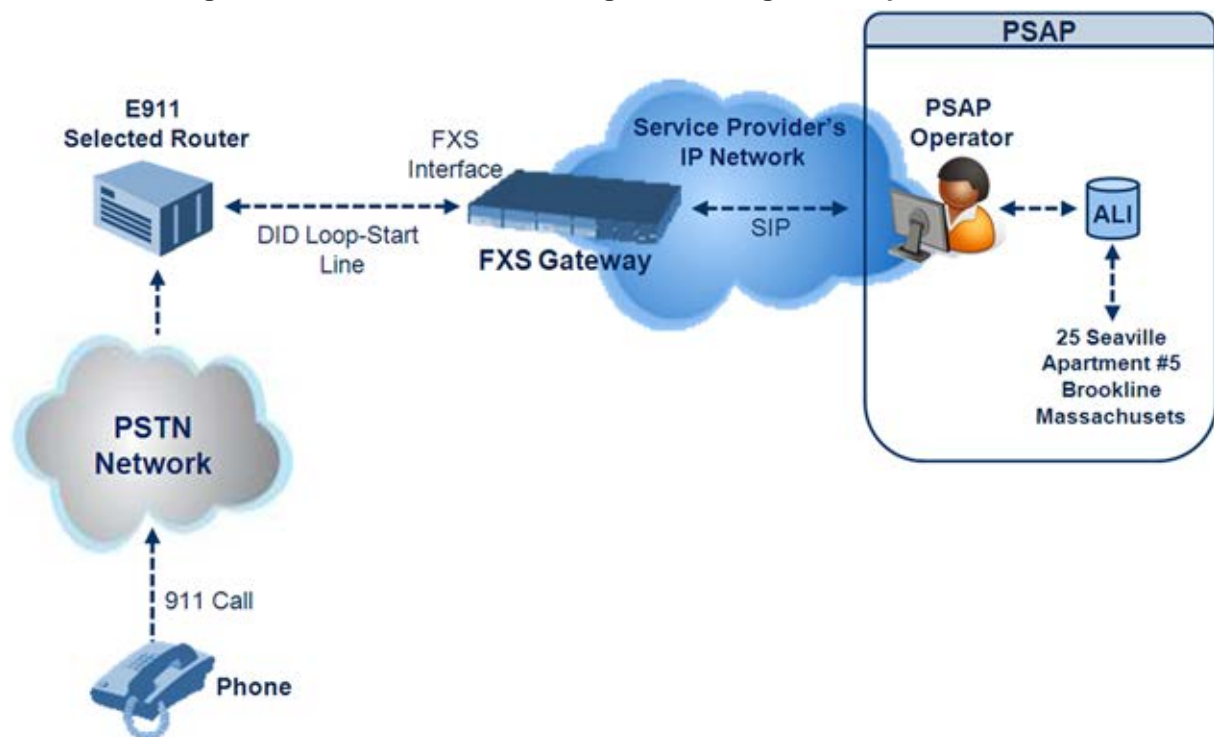 PSAP
E911
Selected Router
FXS
Interface
DID Loop-Start
Line
FXS Gateway
Service Provider's
IP Network
SIP
PSAP
Operator
ALI
25 Seaville
Apartment #5
Brookline
Massachusets
PSTN
Network
911 Call
Phone